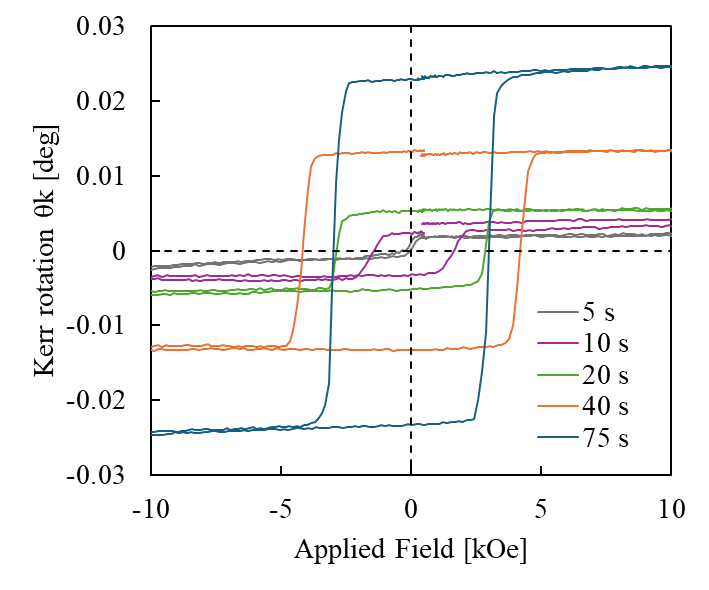 0.03
0.02
0.01
0
-0.01
-0.02
-0.03
Kerr rotation θk [deg]
5 s
10 s
20 s
40 s
75 s
-10 -5 0 5 10
Applied Field [kOe]